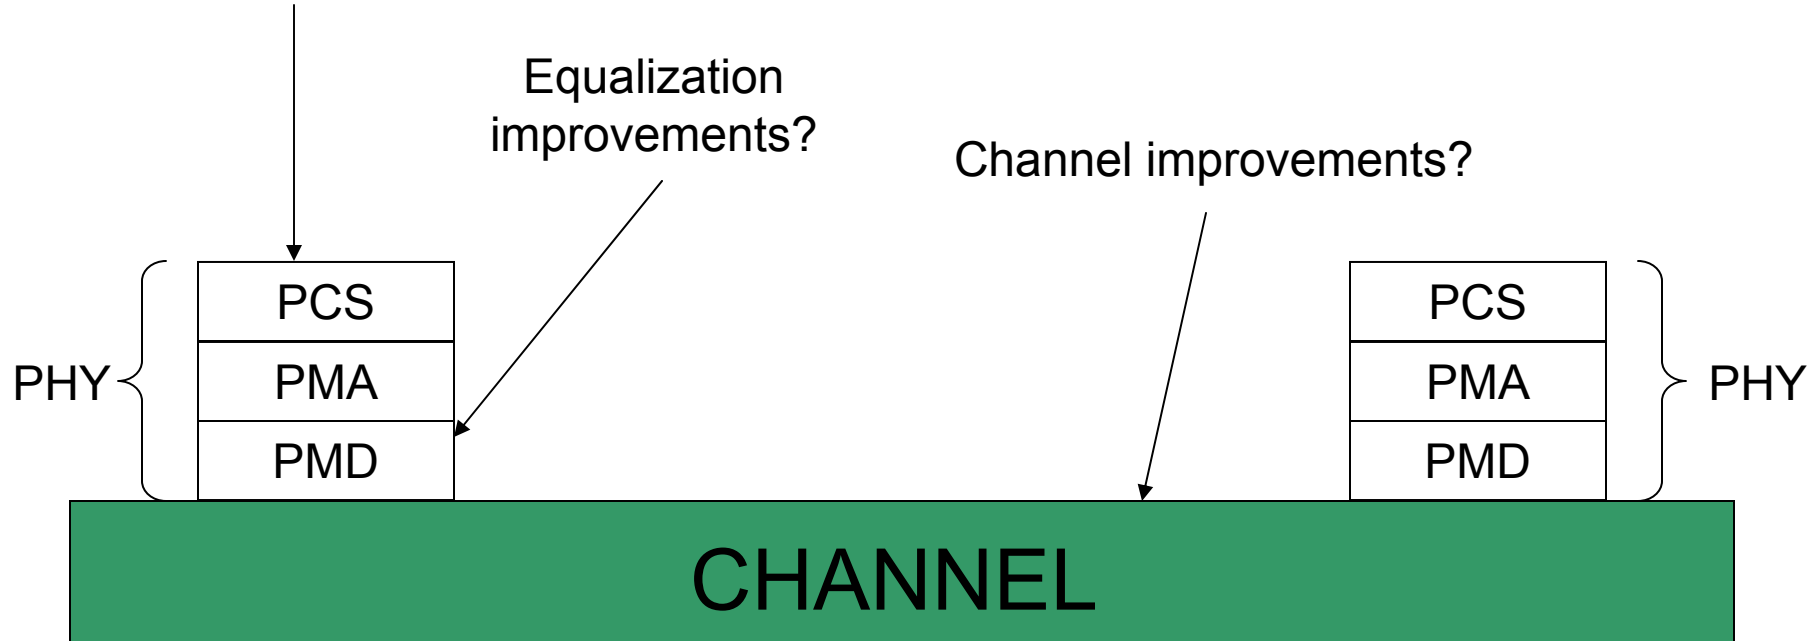 Equalization
improvements?
Channel improvements?
PCS
PCS
PHY
PMA
PMA
PHY
PMD
PMD
CHANNEL